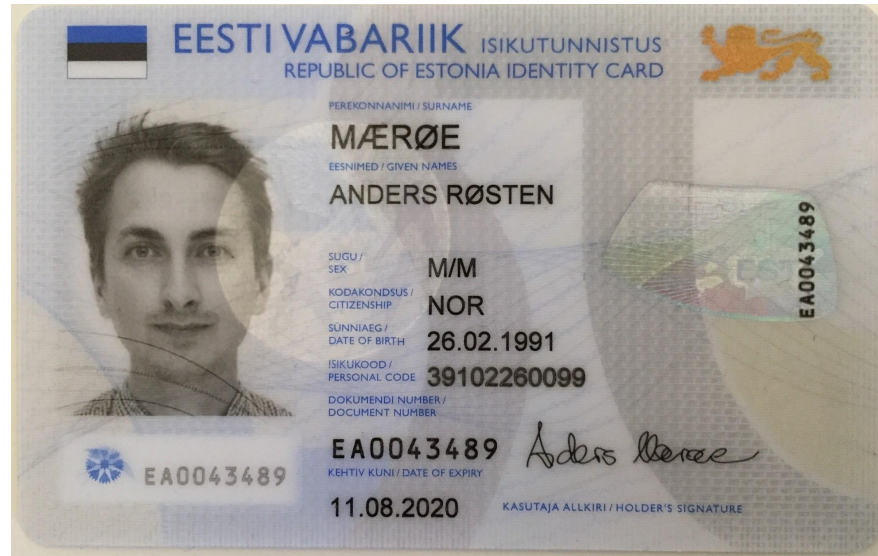 EESTI VABARIIK ISIKUTUNNISTUS
REPUBLIC OF ESTONIA IDENTITY CARD
PEREKONNANIMI / SURNAME
MÆRØE
EESNIMED / GIVEN NAMES
ANDERS RØSTEN
SUGU /
SEX
M/M
KODAKONDSUS /
CITIZENSHIP
NOR
SÜNNIAEG /
DATE OF BIRTH
26.02.1991
ISIKUKOOD /
PERSONAL CODE
39102260099
DOKUMENDI NUMBER /
DOCUMENT NUMBER
EA0043489
KEHTIV KUNI / DATE OF EXPIRY
11.08.2020
Anders Mærøe
KASUTAJA ALLKIRI / HOLDER'S SIGNATURE
EA0043489
EA0043489